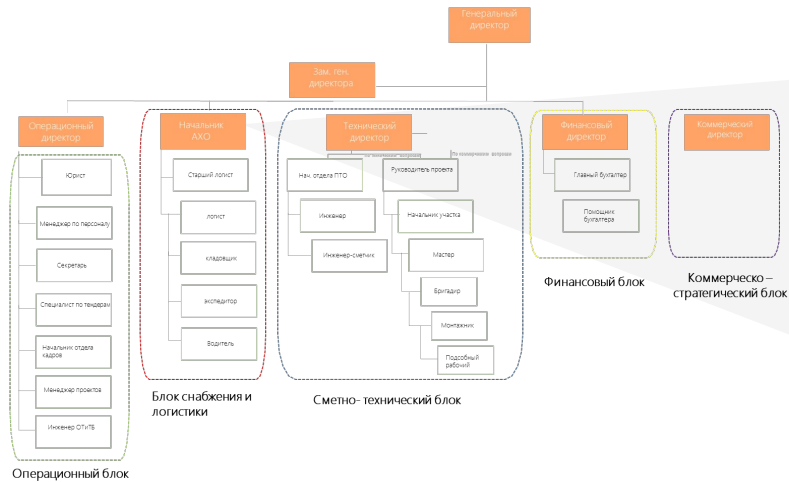 Генеральный
директор
Зам. ген.
директора
Операционный
директор
Начальник
АХО
Технический
директор
Финансовый
директор
Коммерческий
директор
Юрист
Менеджер по персоналу
Секретарь
Специалист по тендерам
Начальник отдела
кадров
Менеджер проектов
Инженер ОТиТБ
Операционный блок
Старший логист
логист
кладовщик
экспедитор
Водитель
Блок снабжения и
логистики
Нач. отдела ПТО
Инженер
Инженер-сметчик
Руководитель проекта
Начальник участка
Мастер
Бригадир
Монтажник
Подсобный
рабочий
Сметно- технический блок
Главный бухгалтер
Помощник
бухгалтера
Финансовый блок
Коммерческо –
стратегический блок